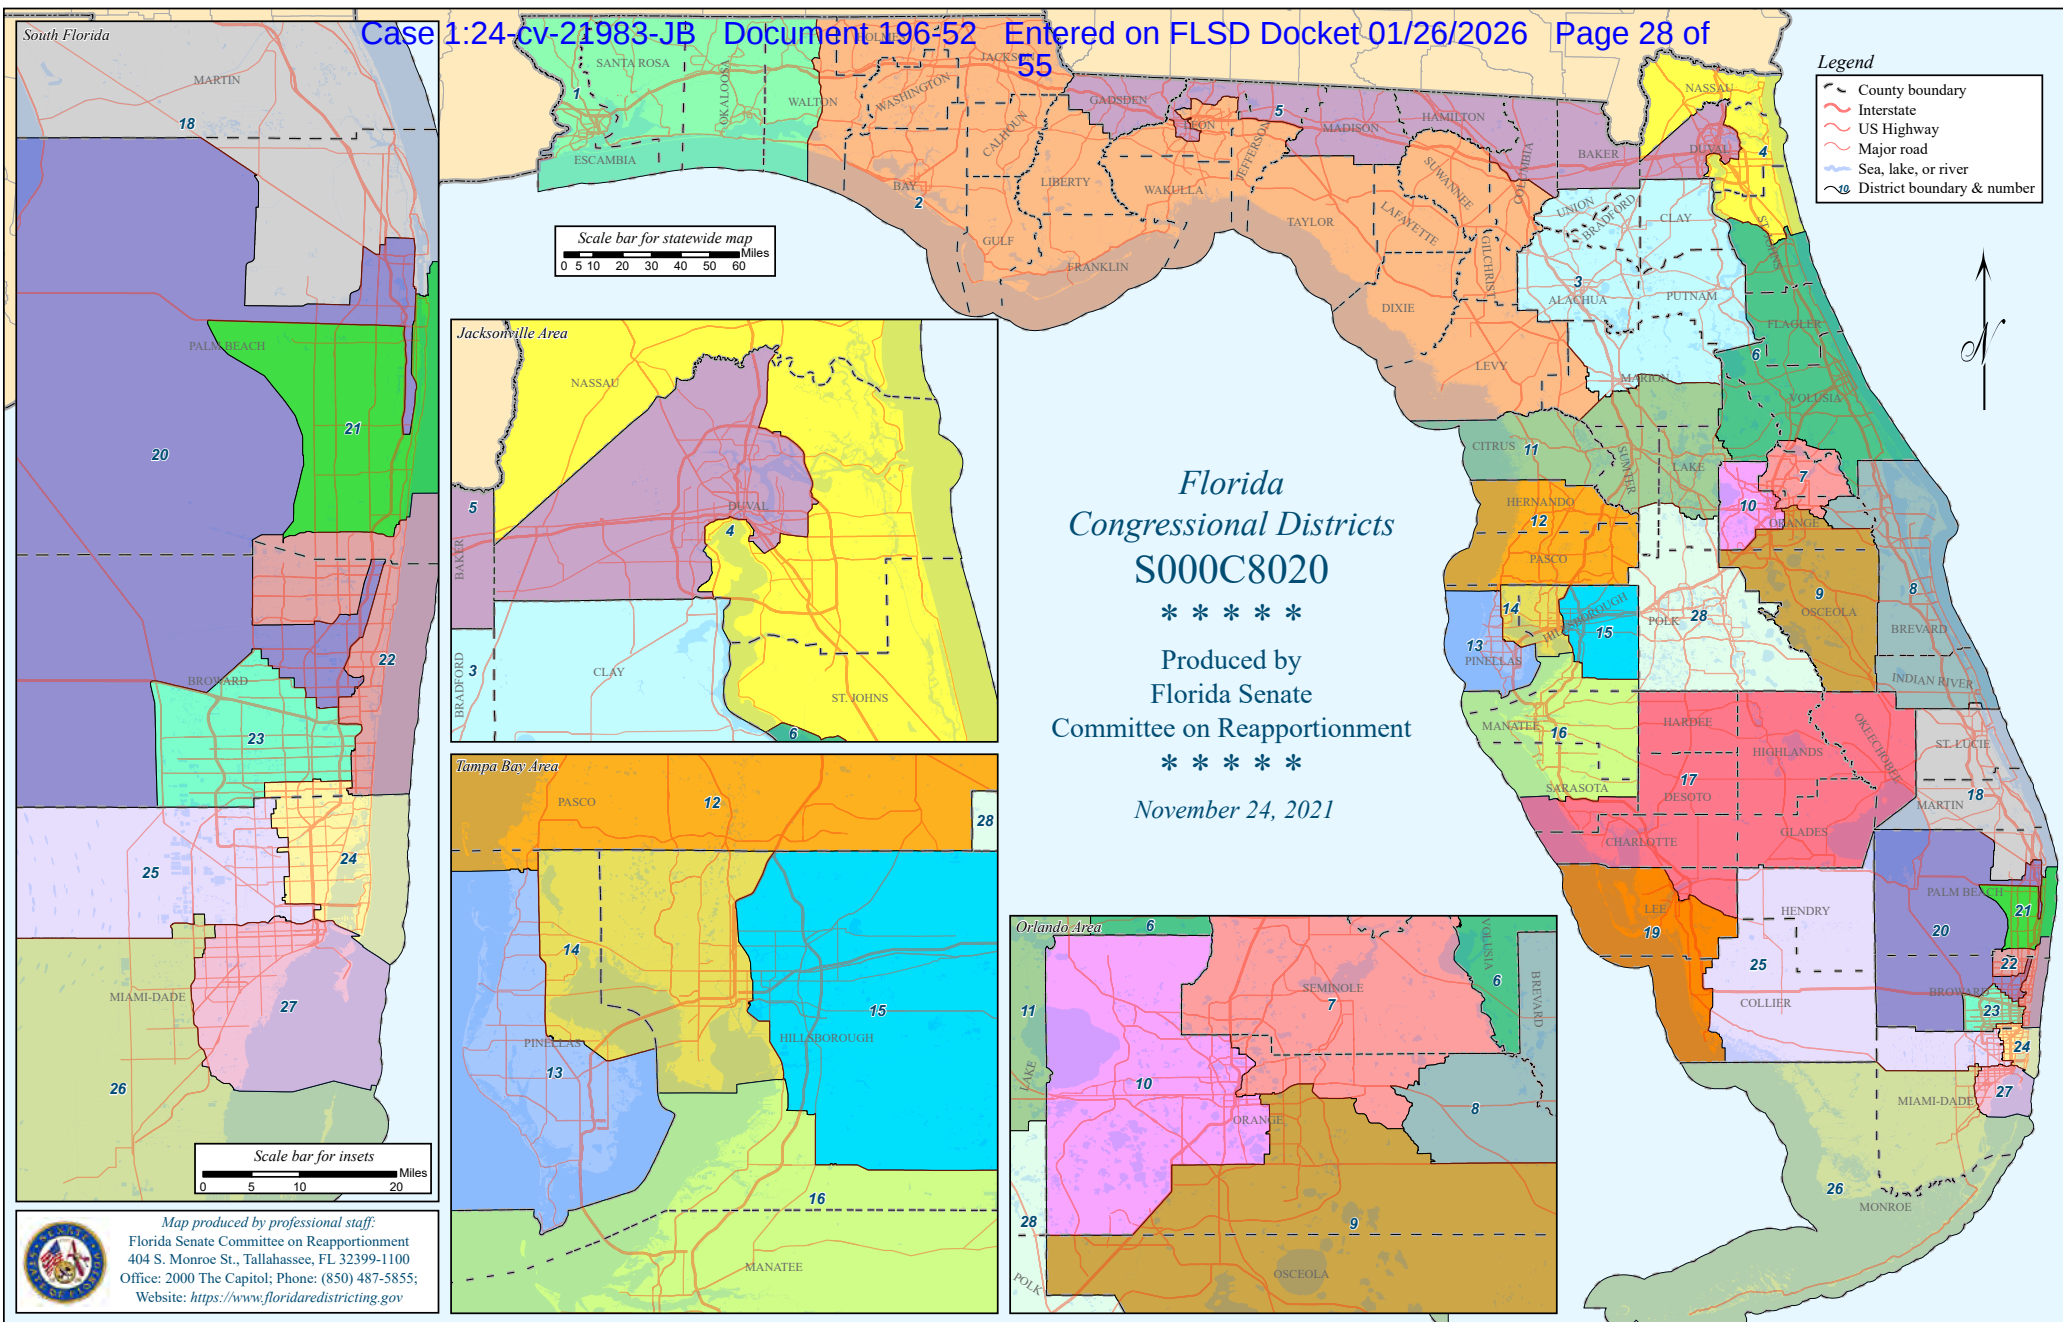 Case 1:24-cv-21983-JB Document 196-52 Entered on FLSD Docket 01/26/2026 Page 28 of
55
South Florida
MARTIN
18
PALM BEACH
21
20
22
BROWARD
23
24
25
MIAMI-DADE
27
26
Scale bar for insets
Miles
0 5 10 20
Map produced by professional staff:
Florida Senate Committee on Reapportionment
404 S. Monroe St., Tallahassee, FL 32399-1100
Office: 2000 The Capitol; Phone: (850) 487-5855;
Website: https://www.floridaredistricting.gov
Scale bar for statewide map
Miles
0 5 10 20 30 40 50 60
Jacksonville Area
NASSAU
5
DUVAL
4
BAKER
3
BRADFORD
CLAY
ST. JOHNS
6
Tampa Bay Area
PASCO
12
28
14
15
PINELLAS
HILLSBOROUGH
13
16
MANATEE
Orlando Area
6
VOLUSIA
SEMINOLE
7
6
BREVARD
11
LAKE
10
8
ORANGE
28
9
POLK
OSCEOLA
Florida
Congressional Districts
S000C8020
* * * * *
Produced by
Florida Senate
Committee on Reapportionment
* * * * *
November 24, 2021
Legend
County boundary
Interstate
US Highway
Major road
Sea, lake, or river
10 District boundary & number
N
1
SANTA ROSA
OKALOOSA
WALTON
ESCAMBIA
HOLMES
JACKSON
WASHINGTON
CALHOUN
BAY
2
GULF
LIBERTY
FRANKLIN
GADSDEN
LEON
WAKULLA
JEFFERSON
5
MADISON
HAMILTON
TAYLOR
SUWANNEE
LAFAYETTE
COLUMBIA
GILCHRIST
DIXIE
LEVY
BAKER
NASSAU
DUVAL
4
UNION
BRADFORD
CLAY
ST. JOHNS
3
ALACHUA
PUTNAM
FLAGLER
6
MARION
VOLUSIA
CITRUS
11
SUMTER
LAKE
7
10
ORANGE
HERNANDO
12
PASCO
14
HILLSBOROUGH
15
13
PINELLAS
POLK
28
9
OSCEOLA
8
BREVARD
INDIAN RIVER
MANATEE
16
HARDEE
HIGHLANDS
OKEECHOBEE
ST. LUCIE
SARASOTA
17
DESOTO
18
MARTIN
CHARLOTTE
GLADES
LEE
19
HENDRY
PALM BEACH
21
20
25
22
COLLIER
BROWARD
23
24
MIAMI-DADE
27
26
MONROE